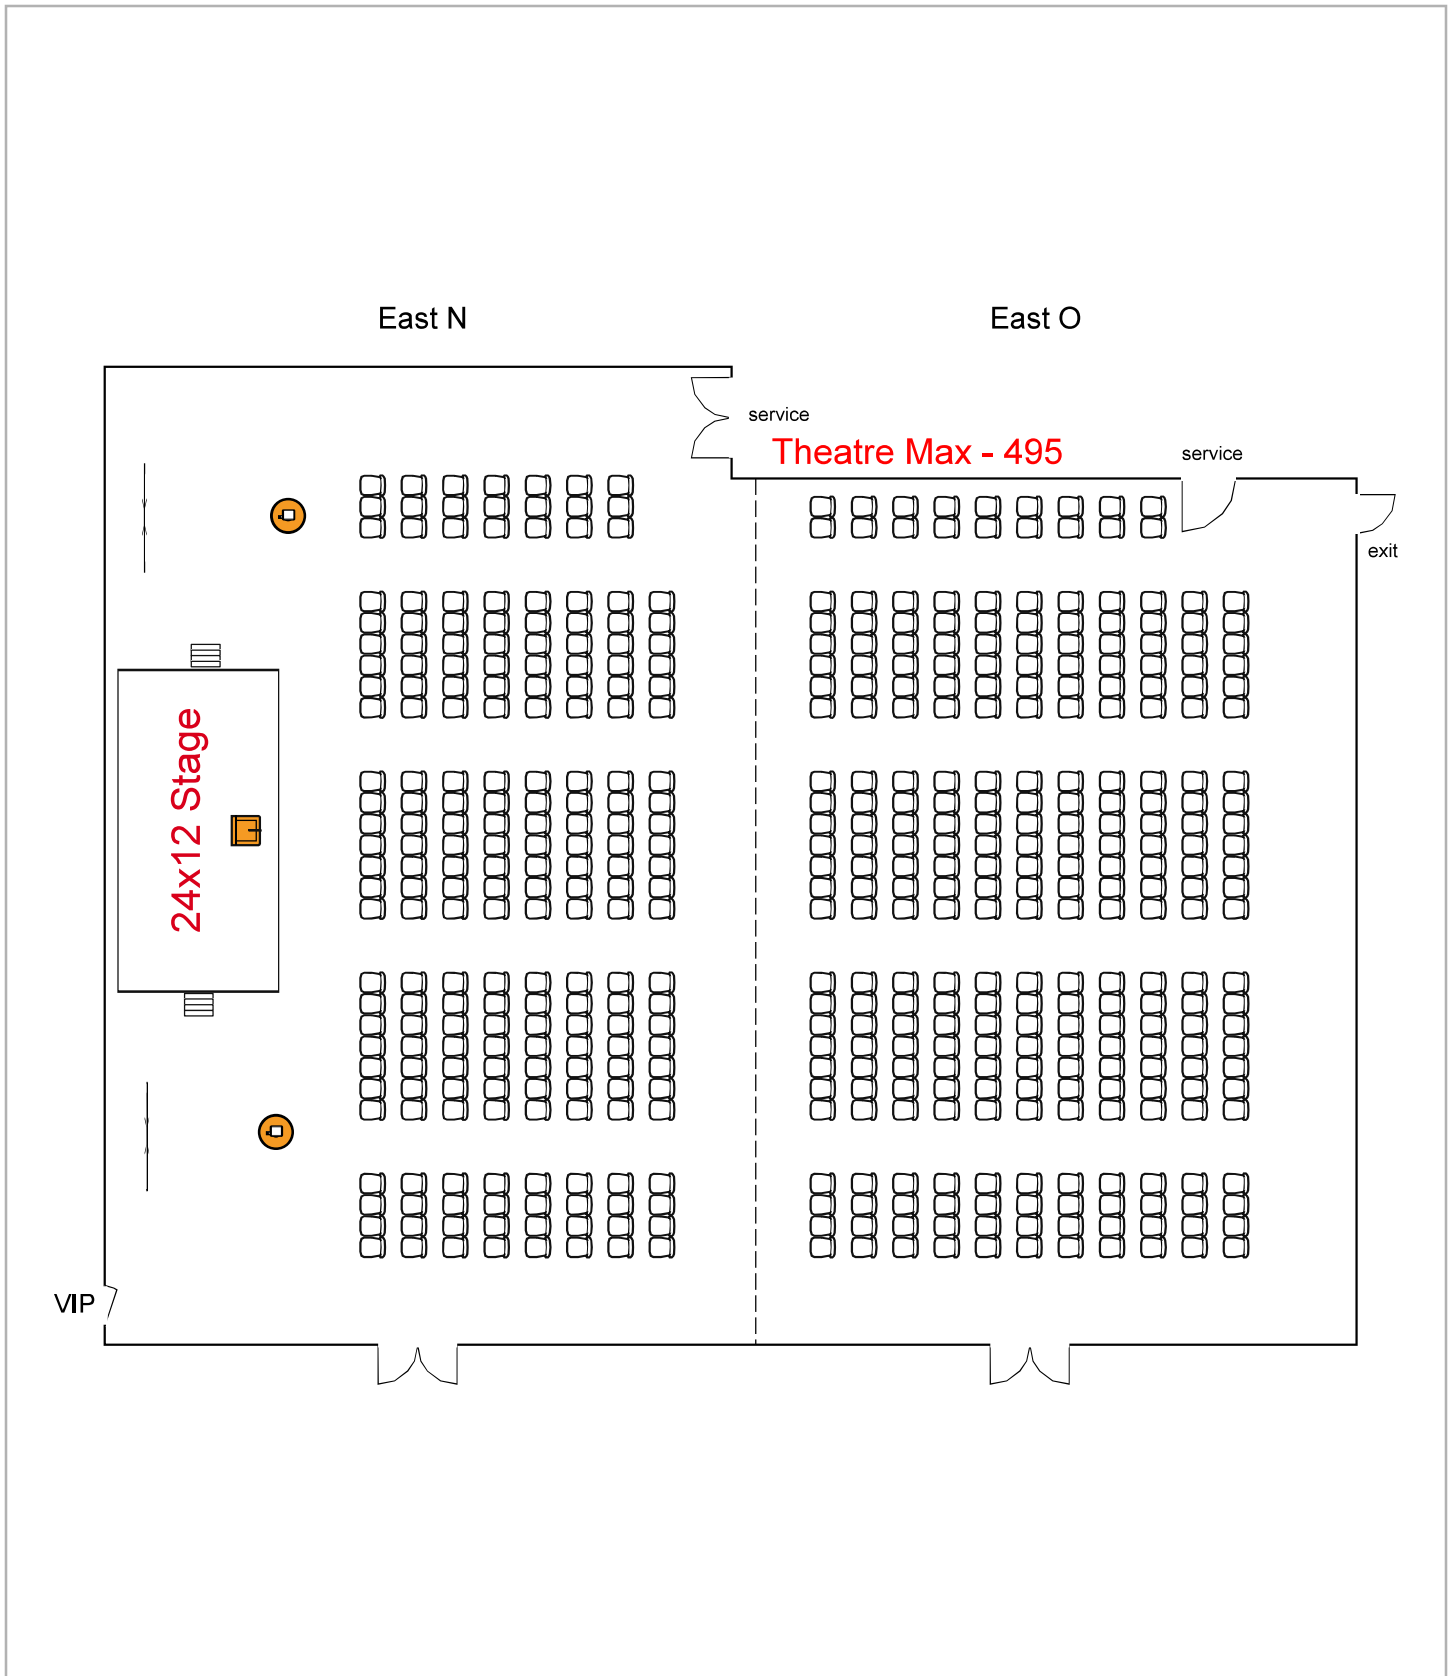 East N
East O
service
Theatre Max - 495
service
exit
24x12 Stage
VIP